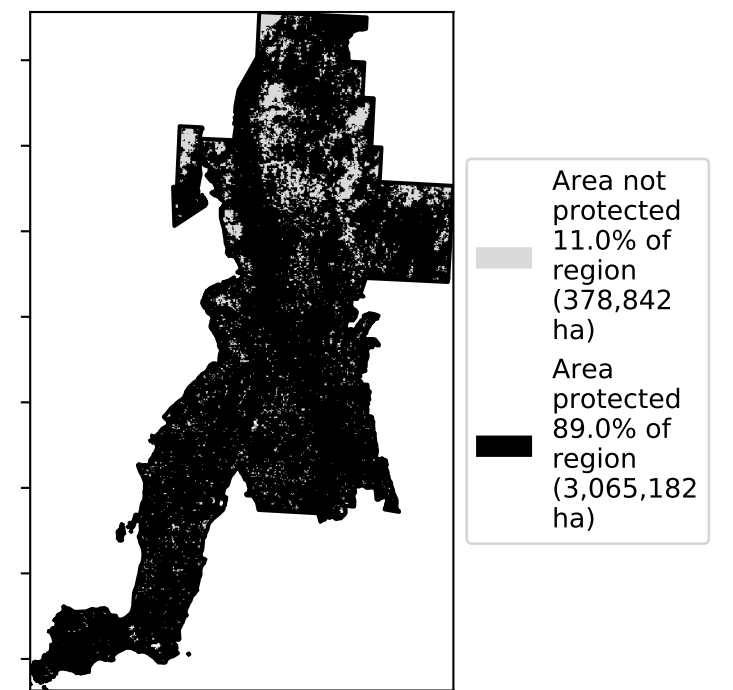 Area not
protected
11.0% of
region
(378,842
ha)
Area
protected
89.0% of
region
(3,065,182
ha)